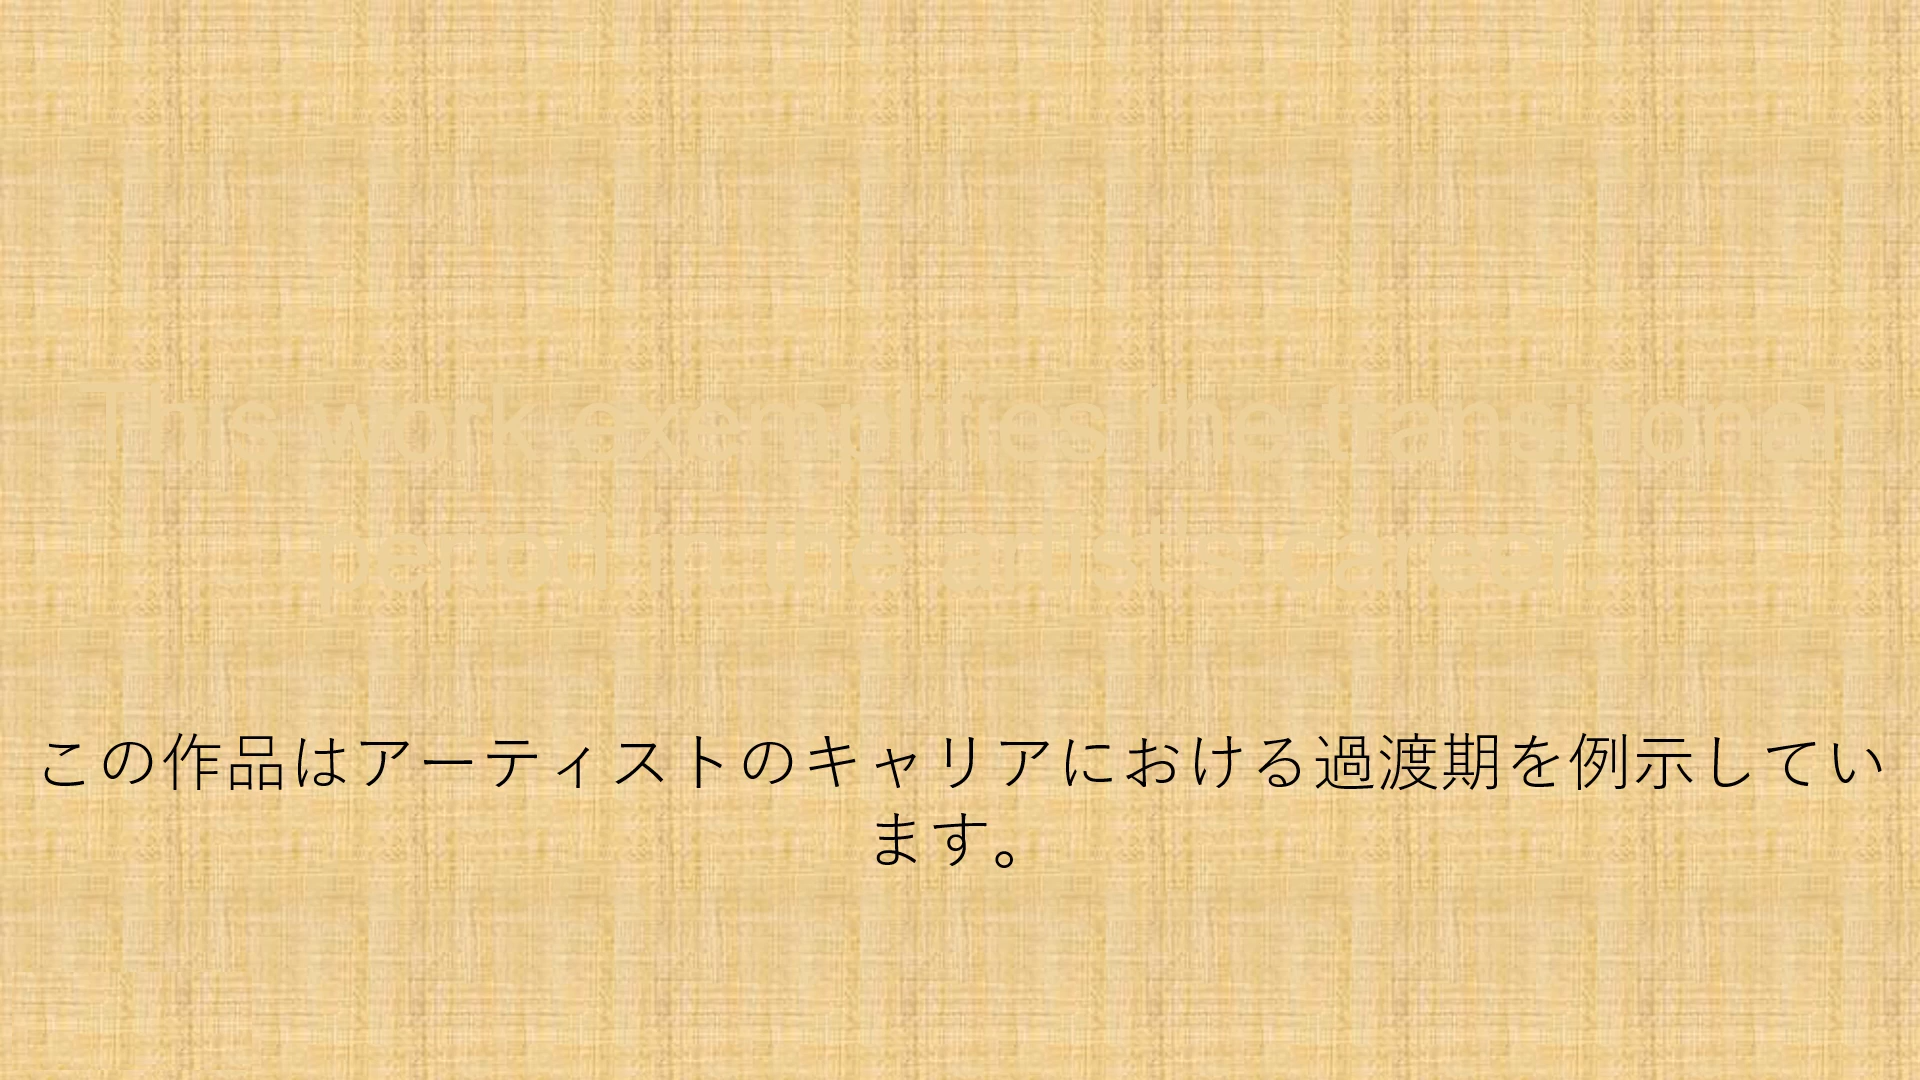 This work exemplifies the transitional
period in the artist's career.
この作品はアーティストのキャリアにおける過渡期を例示してい
ます。